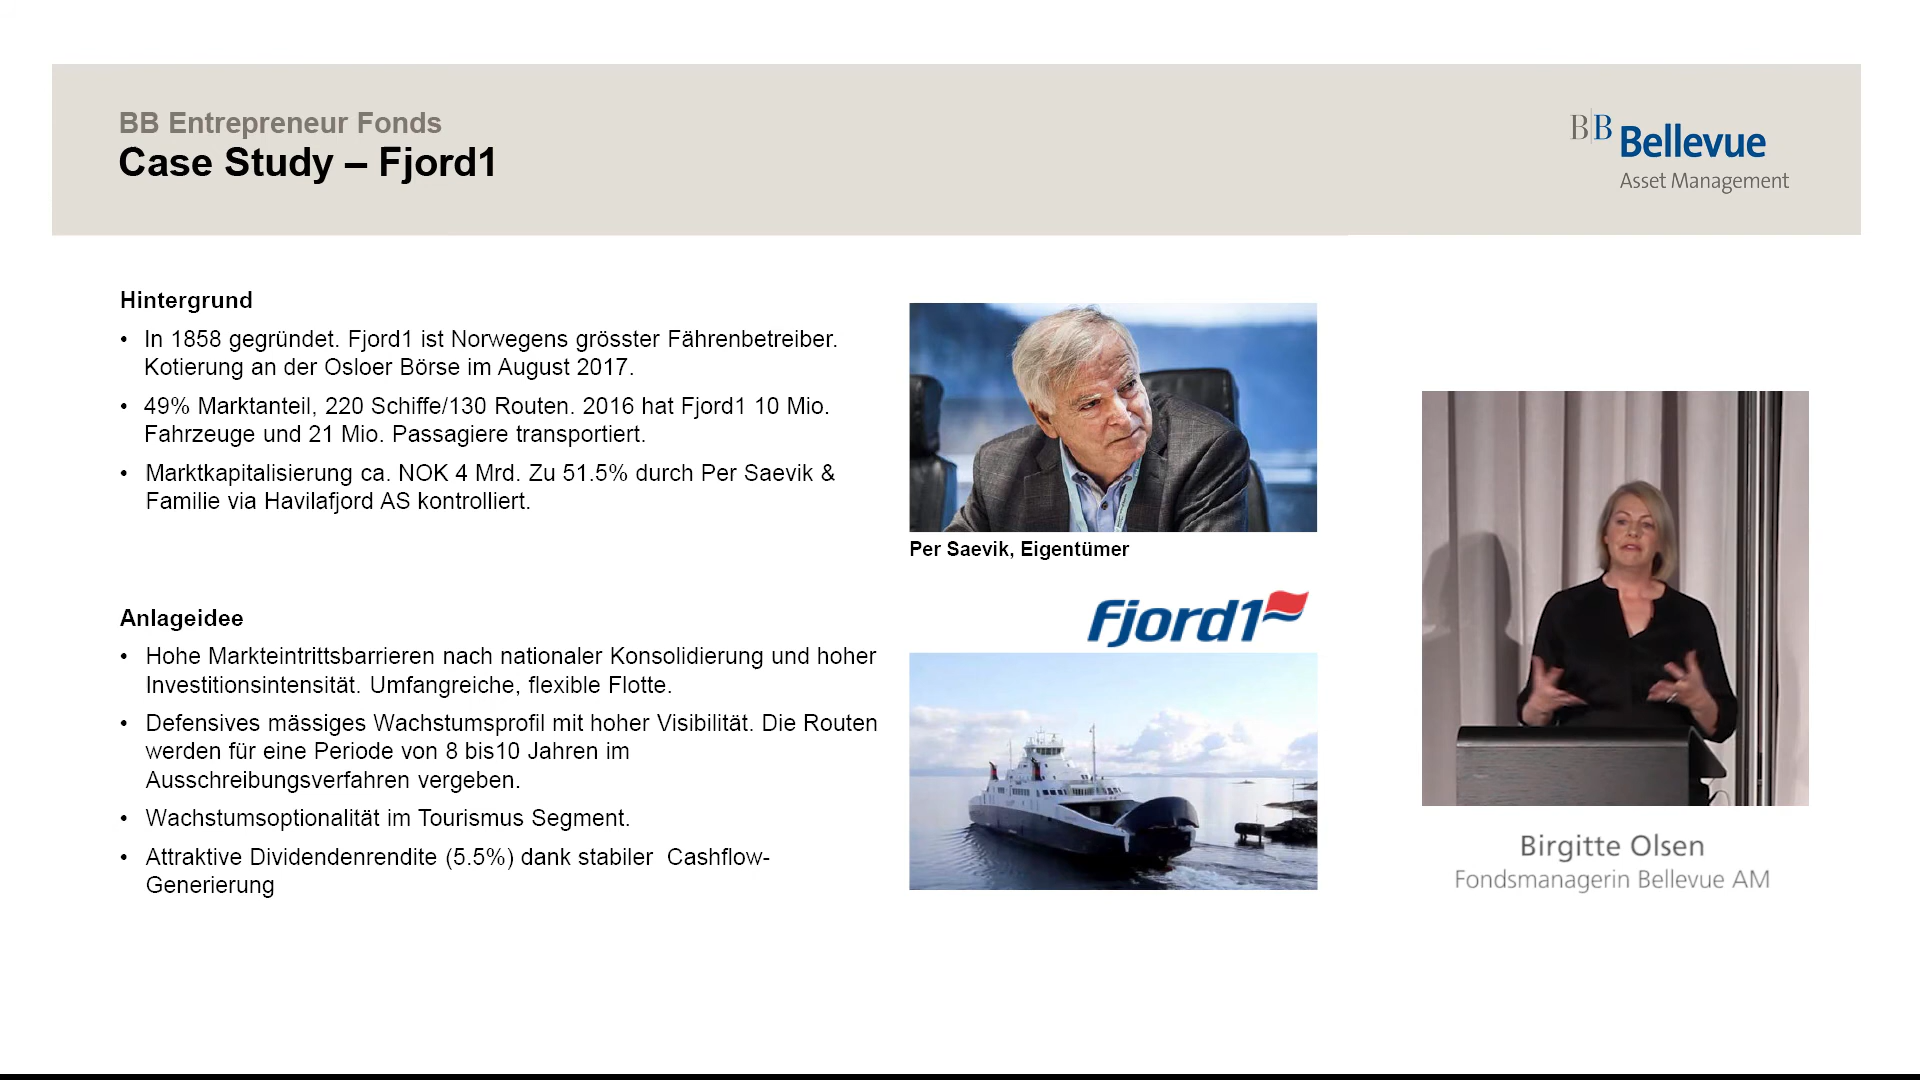 BB Entrepreneur Fonds
Case Study – Fjord1
B|B Bellevue
Asset Management
Hintergrund
• In 1858 gegründet. Fjord1 ist Norwegens grösster Fährenbetreiber.
Kotierung an der Osloer Börse im August 2017.
• 49% Marktanteil, 220 Schiffe/130 Routen. 2016 hat Fjord1 10 Mio.
Fahrzeuge und 21 Mio. Passagiere transportiert.
• Marktkapitalisierung ca. NOK 4 Mrd. Zu 51.5% durch Per Saevik &
Familie via Havilafjord AS kontrolliert.
Anlageidee
• Hohe Markteintrittsbarrieren nach nationaler Konsolidierung und hoher
Investitionsintensität. Umfangreiche, flexible Flotte.
• Defensives mässiges Wachstumsprofil mit hoher Visibilität. Die Routen
werden für eine Periode von 8 bis10 Jahren im
Ausschreibungsverfahren vergeben.
• Wachstumsoptionalität im Tourismus Segment.
• Attraktive Dividendenrendite (5.5%) dank stabiler  Cashflow-
Generierung
Per Saevik, Eigentümer
Fjord1
Birgitte Olsen
Fondsmanagerin Bellevue AM